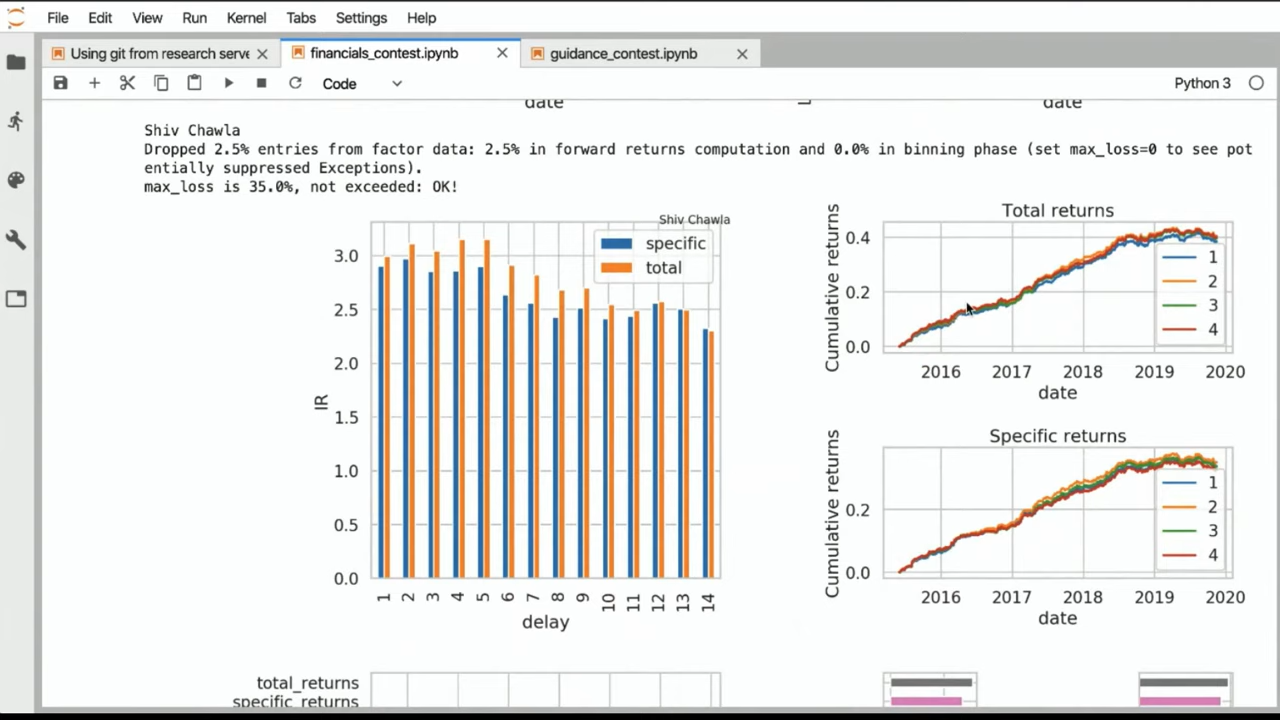 File Edit View Run Kernel Tabs Settings Help
Using git from research serve
financials_contest.ipynb
guidance_contest.ipynb
Code
Python 3
date
date
Shiv Chawla
Dropped 2.5% entries from factor data: 2.5% in forward returns computation and 0.0% in binning phase (set max_loss=0 to see pot
entially suppressed Exceptions).
max_loss is 35.0%, not exceeded: OK!
Shiv Chawla
specific
total
3.0
2.5
2.0
1.5
1.0
0.5
0.0
IR
1 2 3 4 5 6 7 8 9 10 11 12 13 14
delay
Total returns
Cumulative returns
0.4
0.2
0.0
1
2
3
4
2016 2017 2018 2019 2020
date
Specific returns
Cumulative returns
0.2
0.0
1
2
3
4
2016 2017 2018 2019 2020
date
total_returns
specific_returns